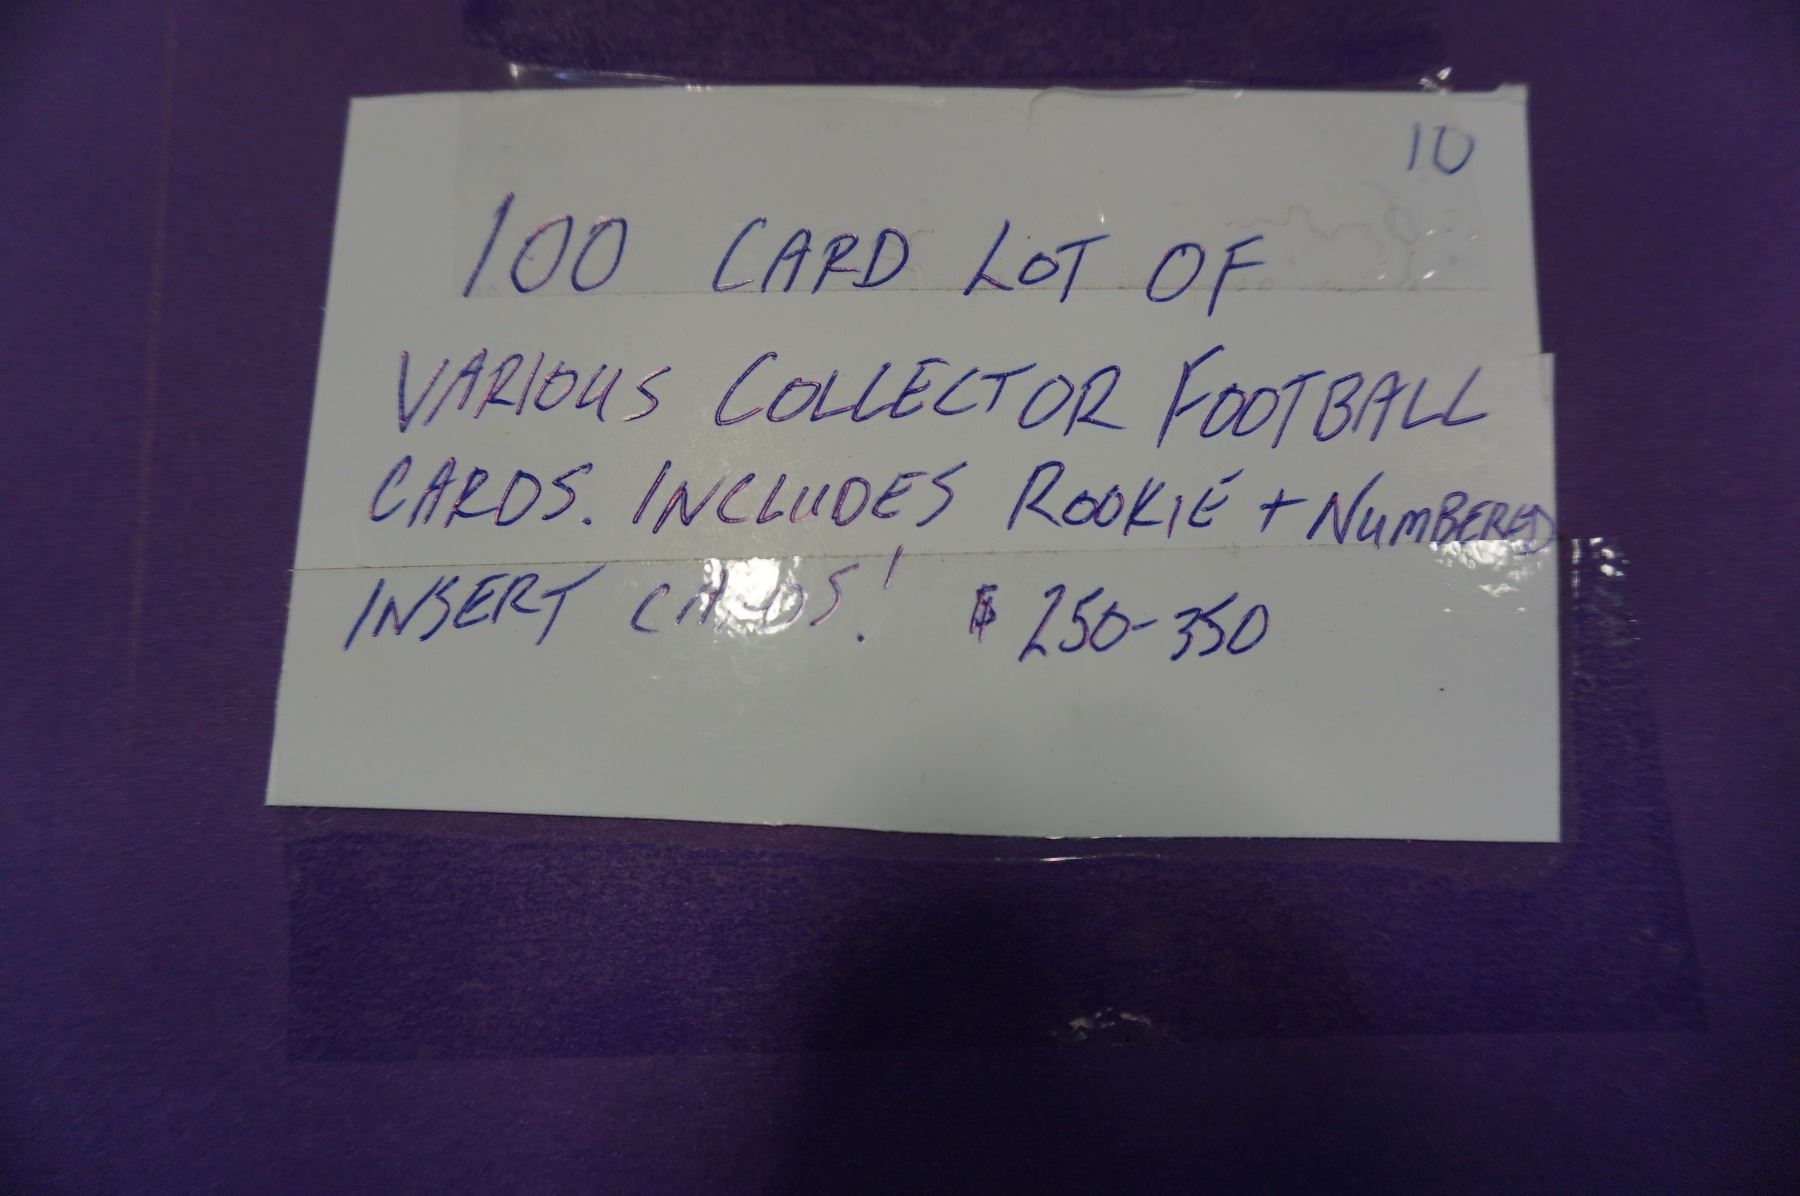 10
100 CARD LOT OF
VARIOUS COLLECTOR FOOTBALL
CARDS. INCLUDES ROOKIE + NUMBERED
INSERT CARDS! $250-350